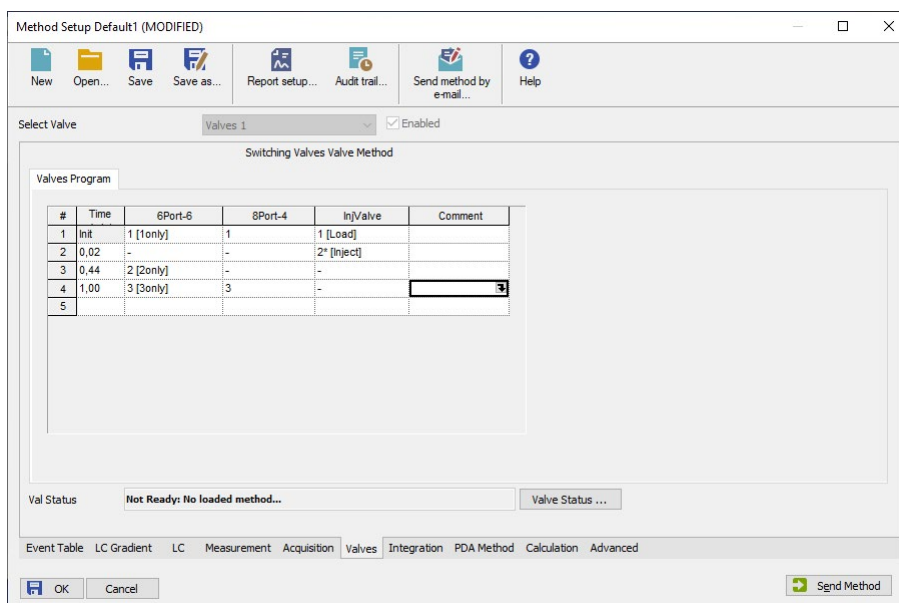 Method Setup Default1 (MODIFIED)
New Open... Save Save as... Report setup... Audit trail... Send method by e-mail... Help
Select Valve Valves 1 Enabled
Switching Valves Valve Method
Valves Program
# Time 6Port-6 8Port-4 InjValve Comment
1 Init 1 [1only] 1 1 [Load]
2 0,02 - - 2* [Inject]
3 0,44 2 [2only] - -
4 1,00 3 [3only] 3 -
5
Val Status Not Ready: No loaded method... Valve Status ...
Event Table LC Gradient LC Measurement Acquisition Valves Integration PDA Method Calculation Advanced
OK Cancel Send Method